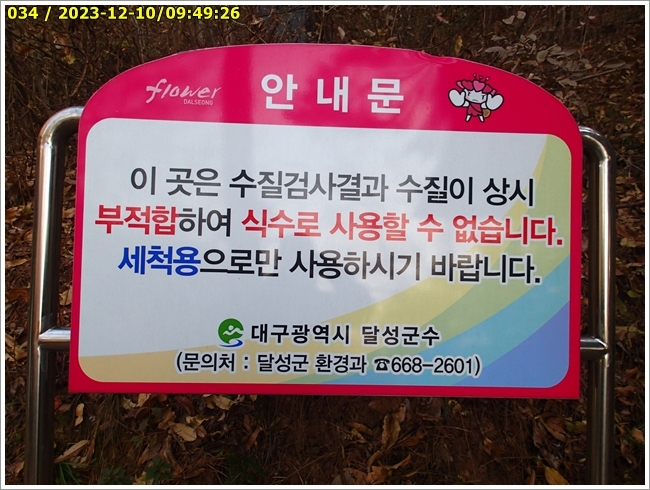 034 / 2023-12-10/09:49:26
flower
DALSEONG
안내문
이 곳은 수질검사결과 수질이 상시
부적합하여 식수로 사용할 수 없습니다.
세척용으로만 사용하시기 바랍니다.
대구광역시 달성군수
(문의처 : 달성군 환경과 ☎668-2601)